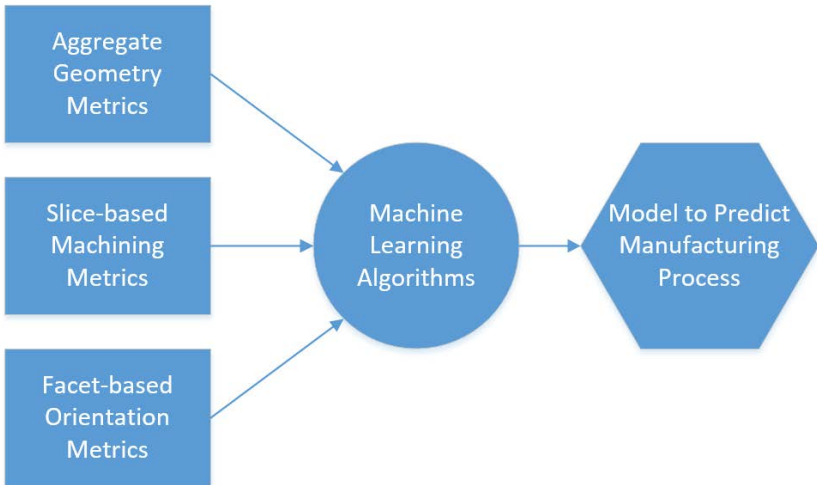 Aggregate
Geometry
Metrics
Slice-based
Machining
Metrics
Facet-based
Orientation
Metrics
Machine
Learning
Algorithms
Model to Predict
Manufacturing
Process